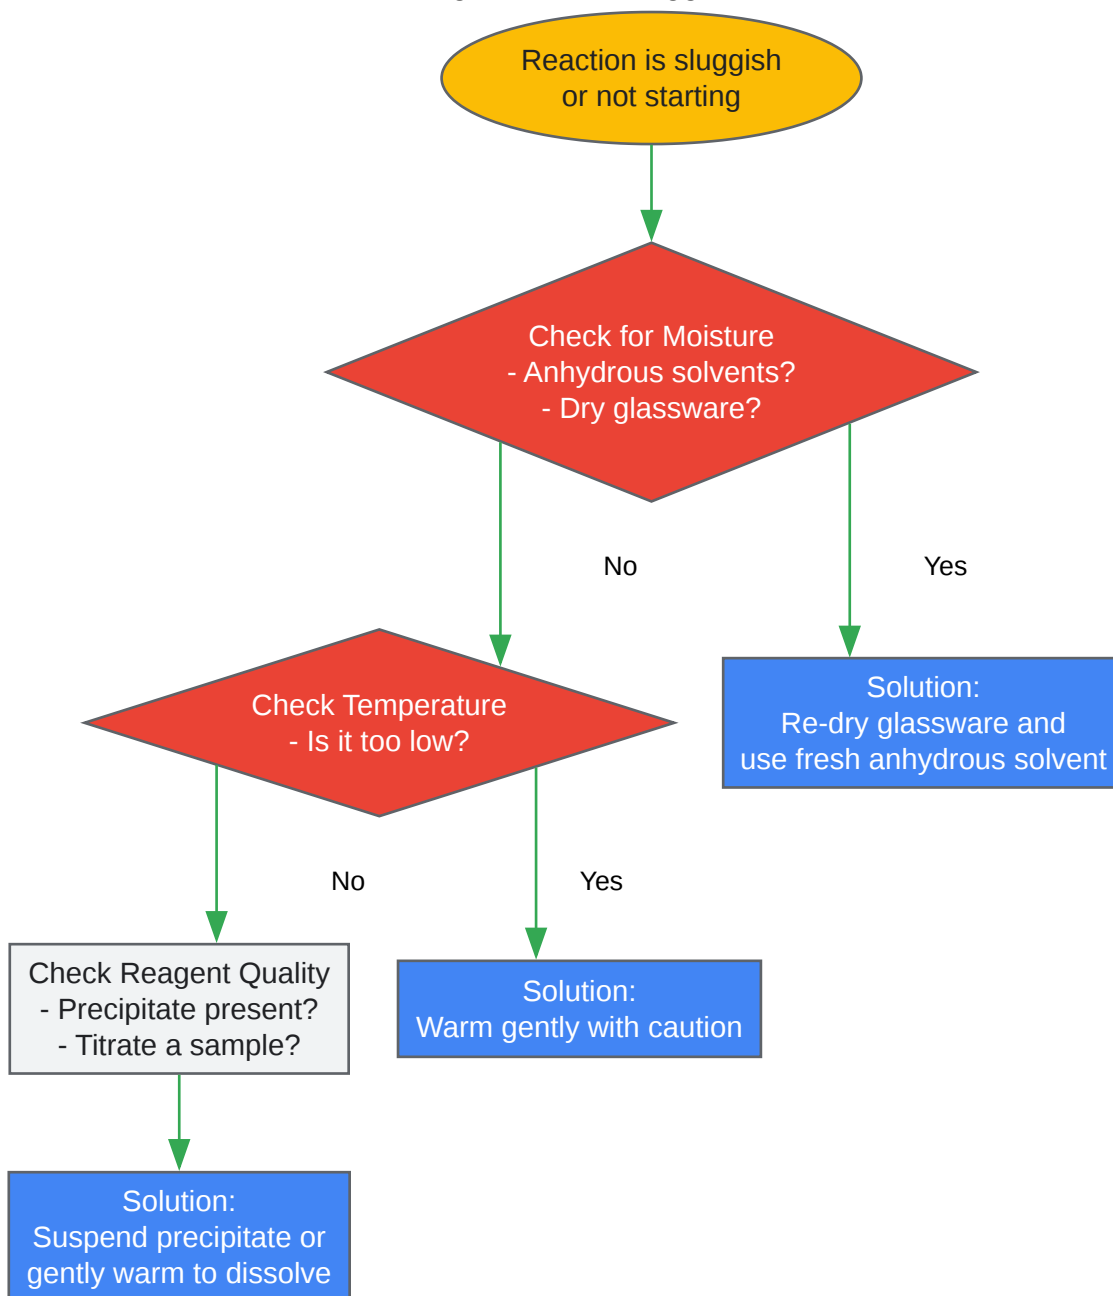 Reaction is sluggish
or not starting
Check for Moisture
- Anhydrous solvents?
- Dry glassware?
No
Yes
Check Temperature
- Is it too low?
Solution:
Re-dry glassware and
use fresh anhydrous solvent
No
Yes
Check Reagent Quality
- Precipitate present?
- Titrate a sample?
Solution:
Warm gently with caution
Solution:
Suspend precipitate or
gently warm to dissolve